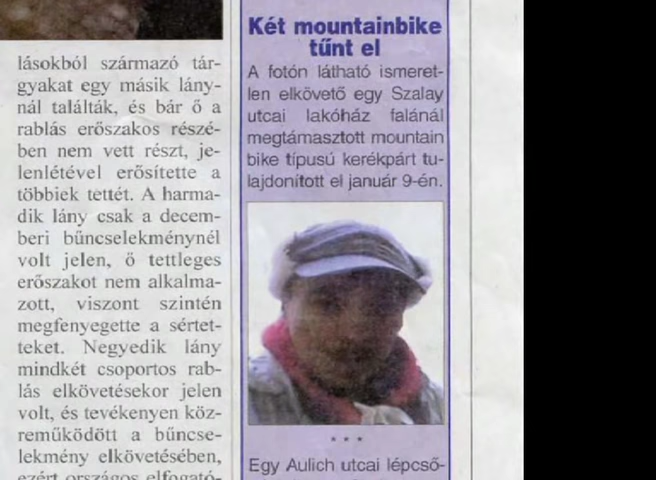 lásokból származó tár-
gyakat egy másik lány-
nál találták, és bár ő a
rablás erőszakos részé-
ben nem vett részt, je-
lenlétével erősítette a
többiek tettét. A harma-
dik lány csak a decem-
beri bűncselekménynél
volt jelen, ő tettleges
erőszakot nem alkalma-
zott, viszont szintén
megfenyegette a sértet-
teket. Negyedik lány
mindkét csoportos rab-
lás elkövetésekor jelen
volt, és tevékenyen köz-
reműködött a bűncse-
lekmény elkövetésében,
ezért országos elfogató-
Két mountainbike
tűnt el
A fotón látható ismeret-
len elkövető egy Szalay
utcai lakóház falánál
megtámasztott mountain
bike típusú kerékpárt tu-
lajdonított el január 9-én.
* * *
Egy Aulich utcai lépcső-